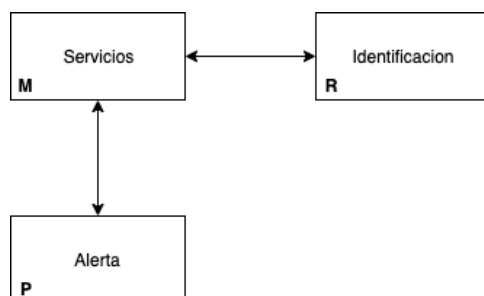 Servicios
M
Identificacion
R
Alerta
P